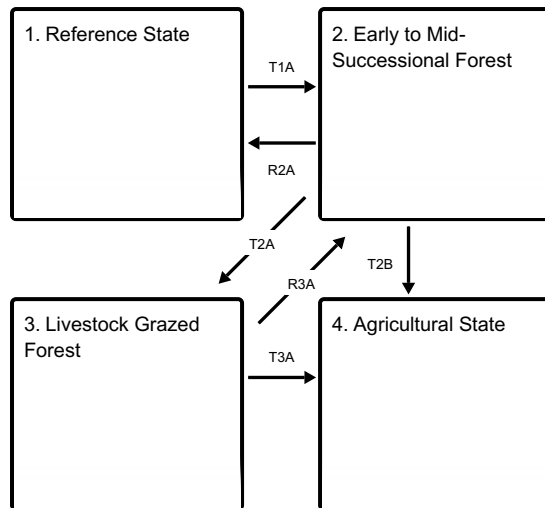 1. Reference State
T1A
2. Early to Mid-
Successional Forest
R2A
T2A
R3A
T2B
3. Livestock Grazed
Forest
T3A
4. Agricultural State